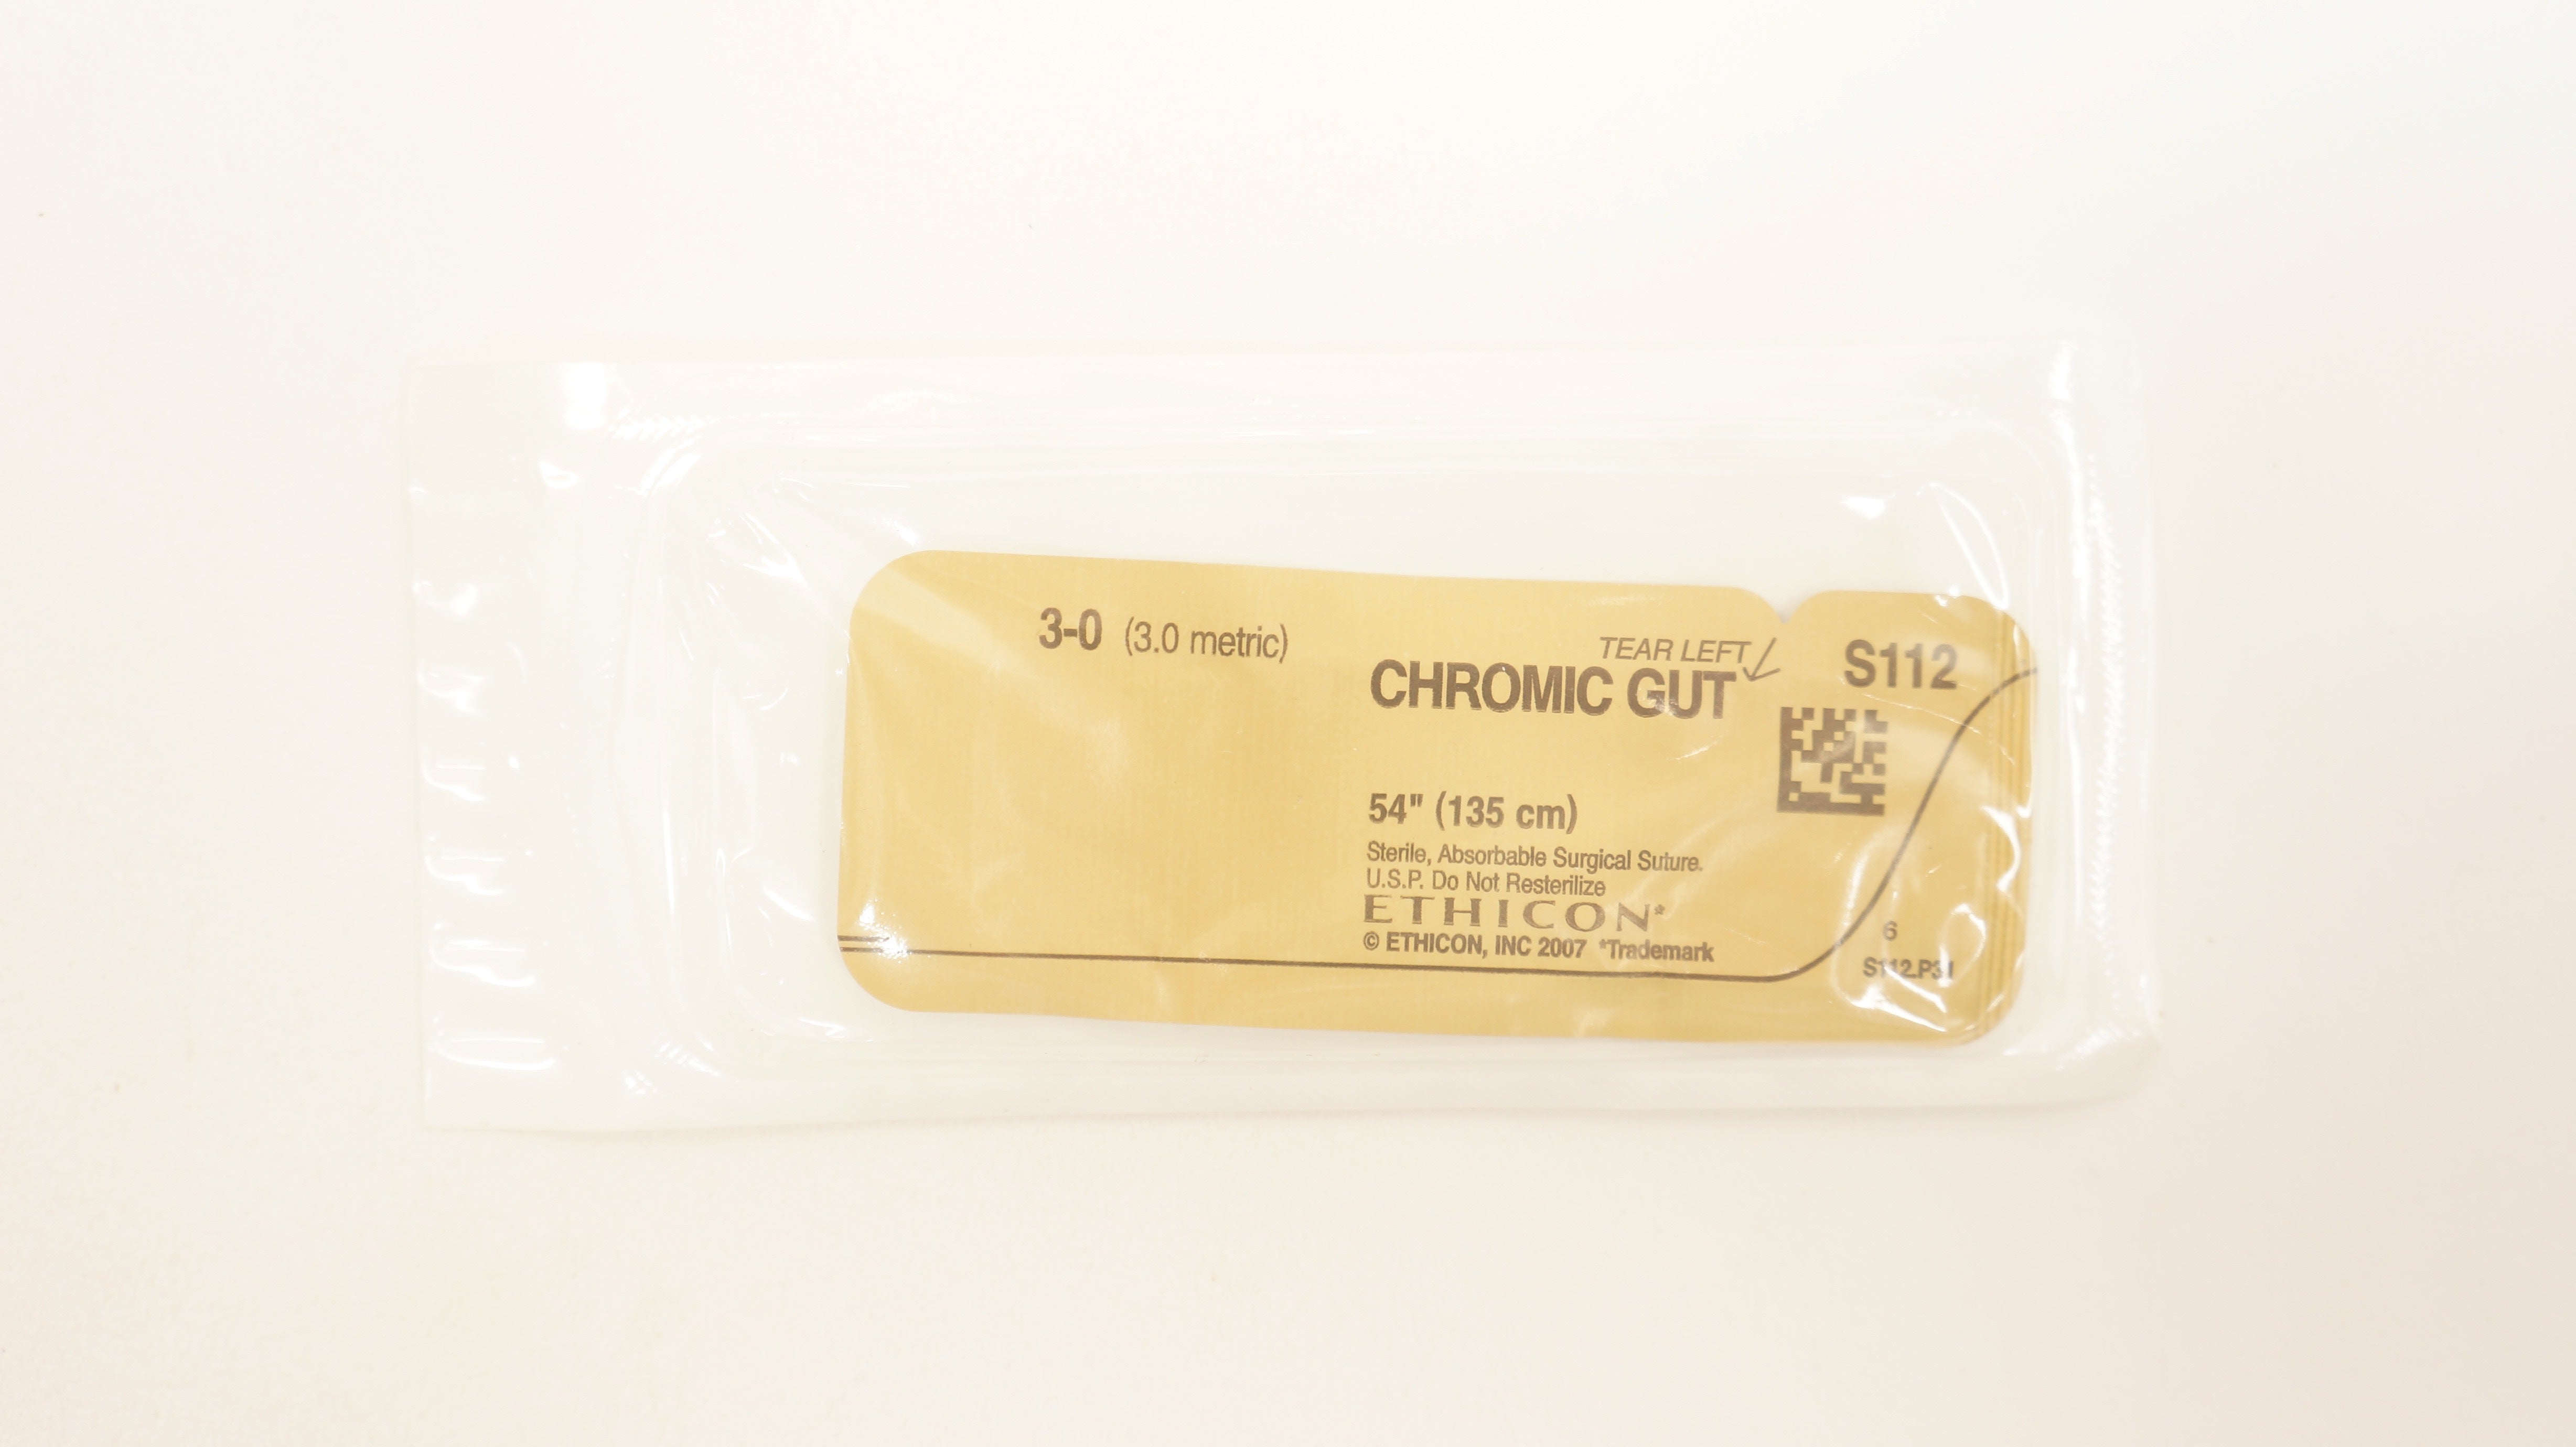 3-0 (3.0 metric)
TEAR LEFT
CHROMIC GUT
S112
54" (135 cm)
Sterile, Absorbable Surgical Suture.
U.S.P. Do Not Resterilize
ETHICON*
© ETHICON, INC 2007 *Trademark
6